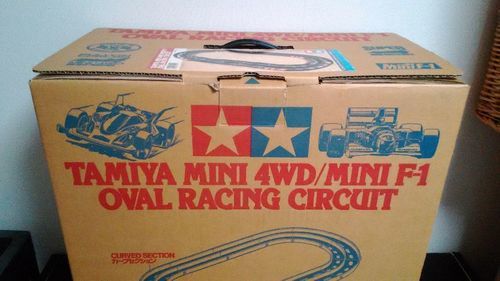 SUPER
MINI F-1
TAMIYA MINI 4WD/MINI F-1
OVAL RACING CIRCUIT
CURVED SECTION
カーブセクション